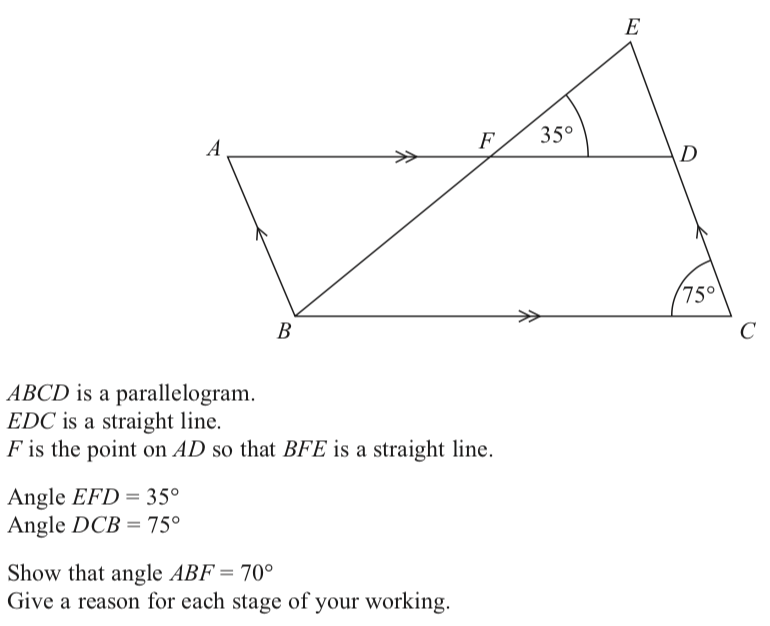 E
A
F
35°
D
75°
B
C
ABCD is a parallelogram.
EDC is a straight line.
F is the point on AD so that BFE is a straight line.
Angle EFD = 35°
Angle DCB = 75°
Show that angle ABF = 70°
Give a reason for each stage of your working.